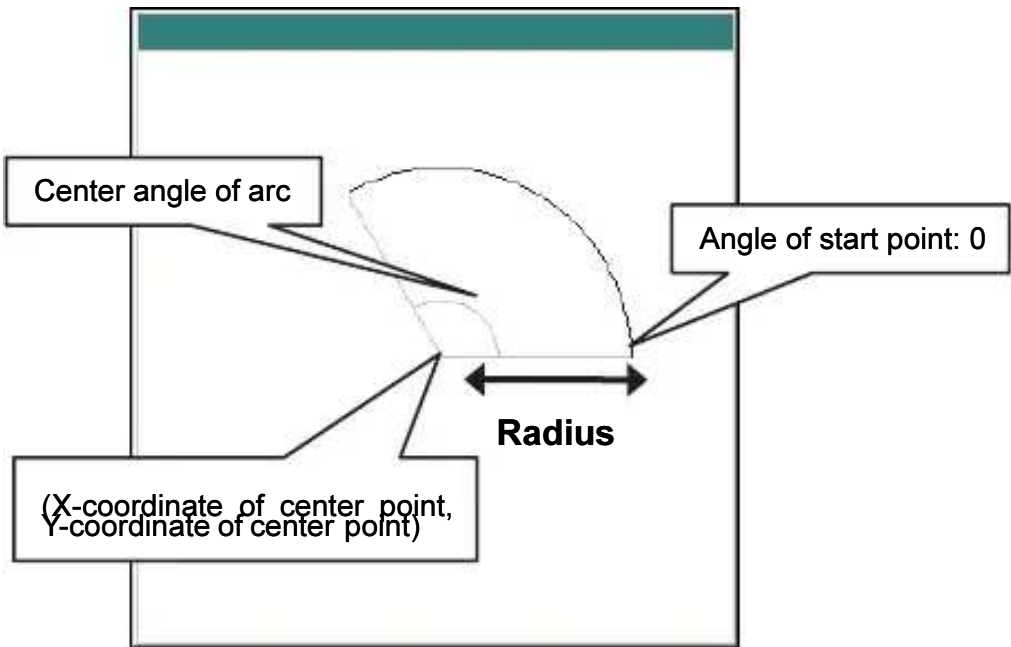 Center angle of arc
Angle of start point: 0
Radius
(X-coordinate of center point,
Y-coordinate of center point)